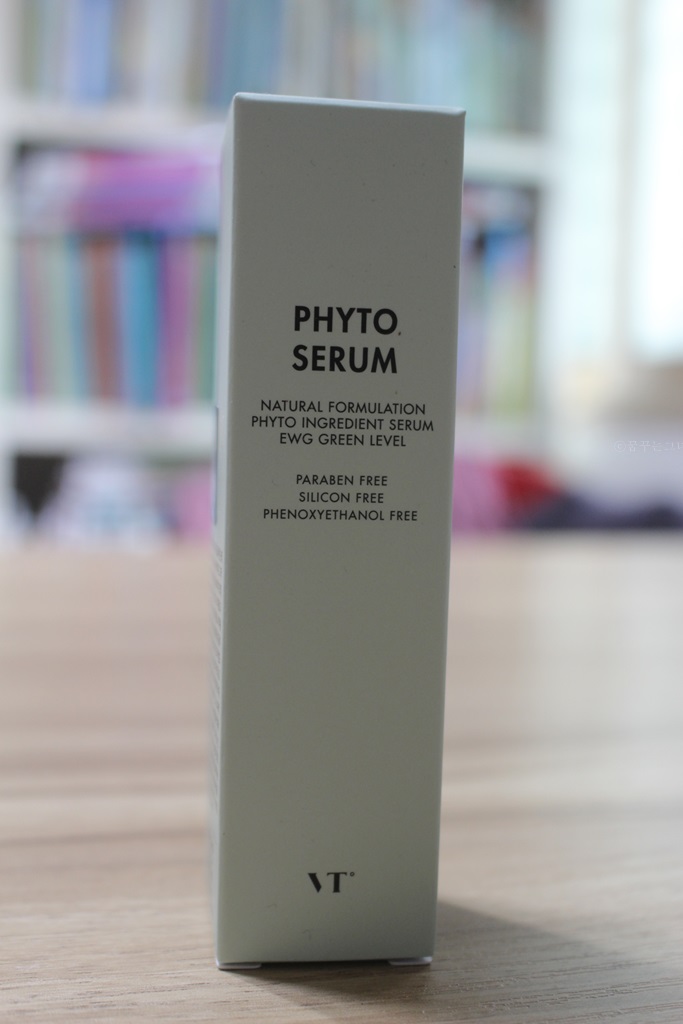 PHYTO
SERUM
NATURAL FORMULATION
PHYTO INGREDIENT SERUM
EWG GREEN LEVEL
PARABEN FREE
SILICON FREE
PHENOXYETHANOL FREE
VT